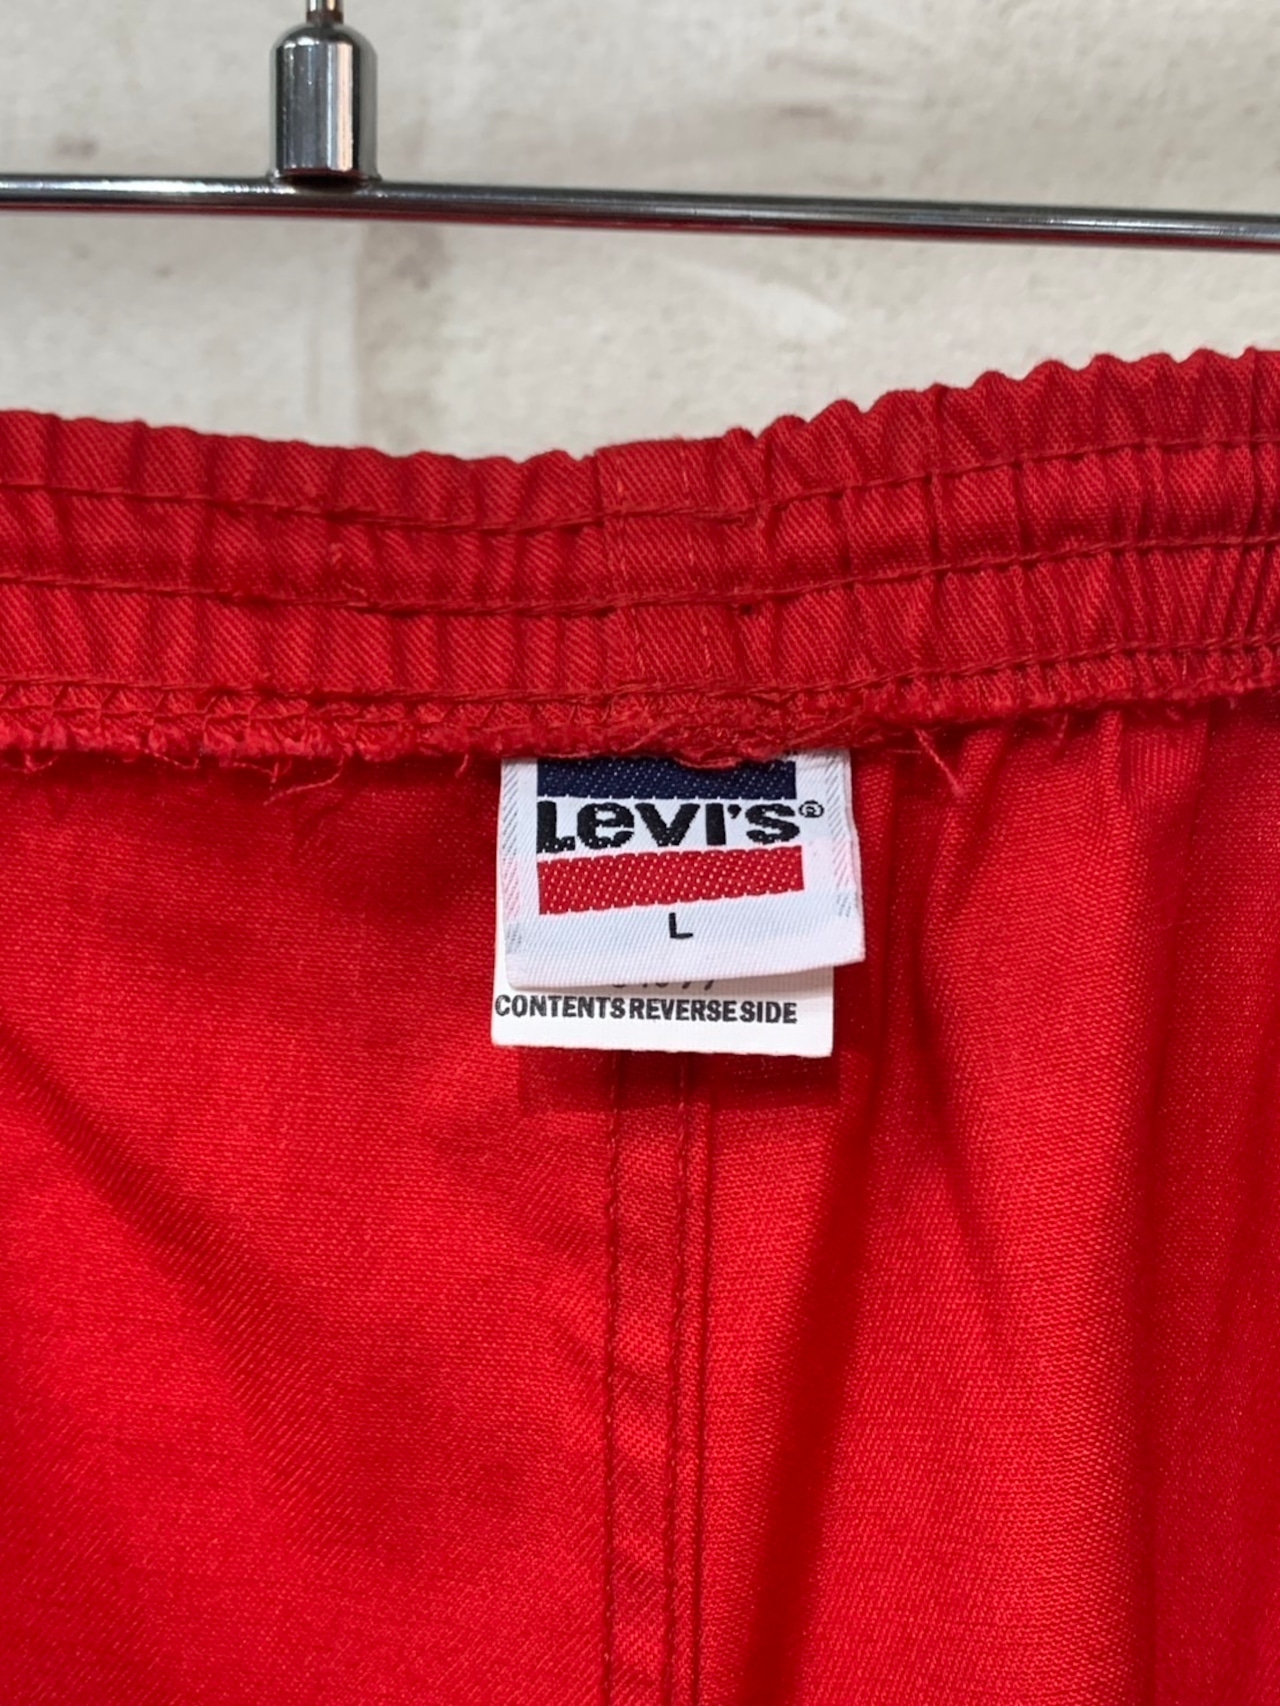 Levi's®
L
CONTENTS REVERSE SIDE